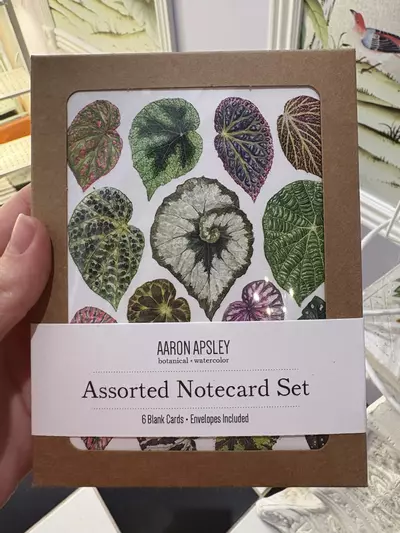 AARON APSLEY
botanical • watercolor
Assorted Notecard Set
6 Blank Cards • Envelopes Included